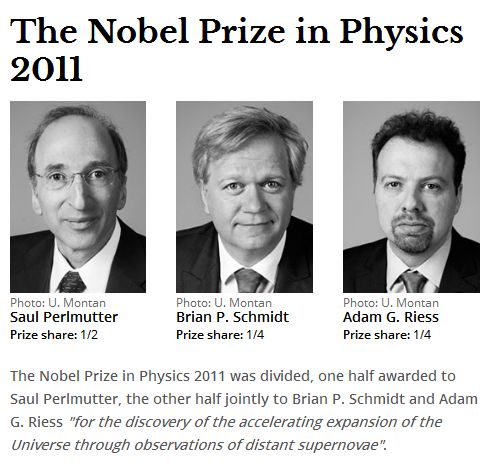 The Nobel Prize in Physics
2011
Photo: U. Montan
Saul Perlmutter
Prize share: 1/2
Photo: U. Montan
Brian P. Schmidt
Prize share: 1/4
Photo: U. Montan
Adam G. Riess
Prize share: 1/4
The Nobel Prize in Physics 2011 was divided, one half awarded to
Saul Perlmutter, the other half jointly to Brian P. Schmidt and Adam
G. Riess "for the discovery of the accelerating expansion of the
Universe through observations of distant supernovae".